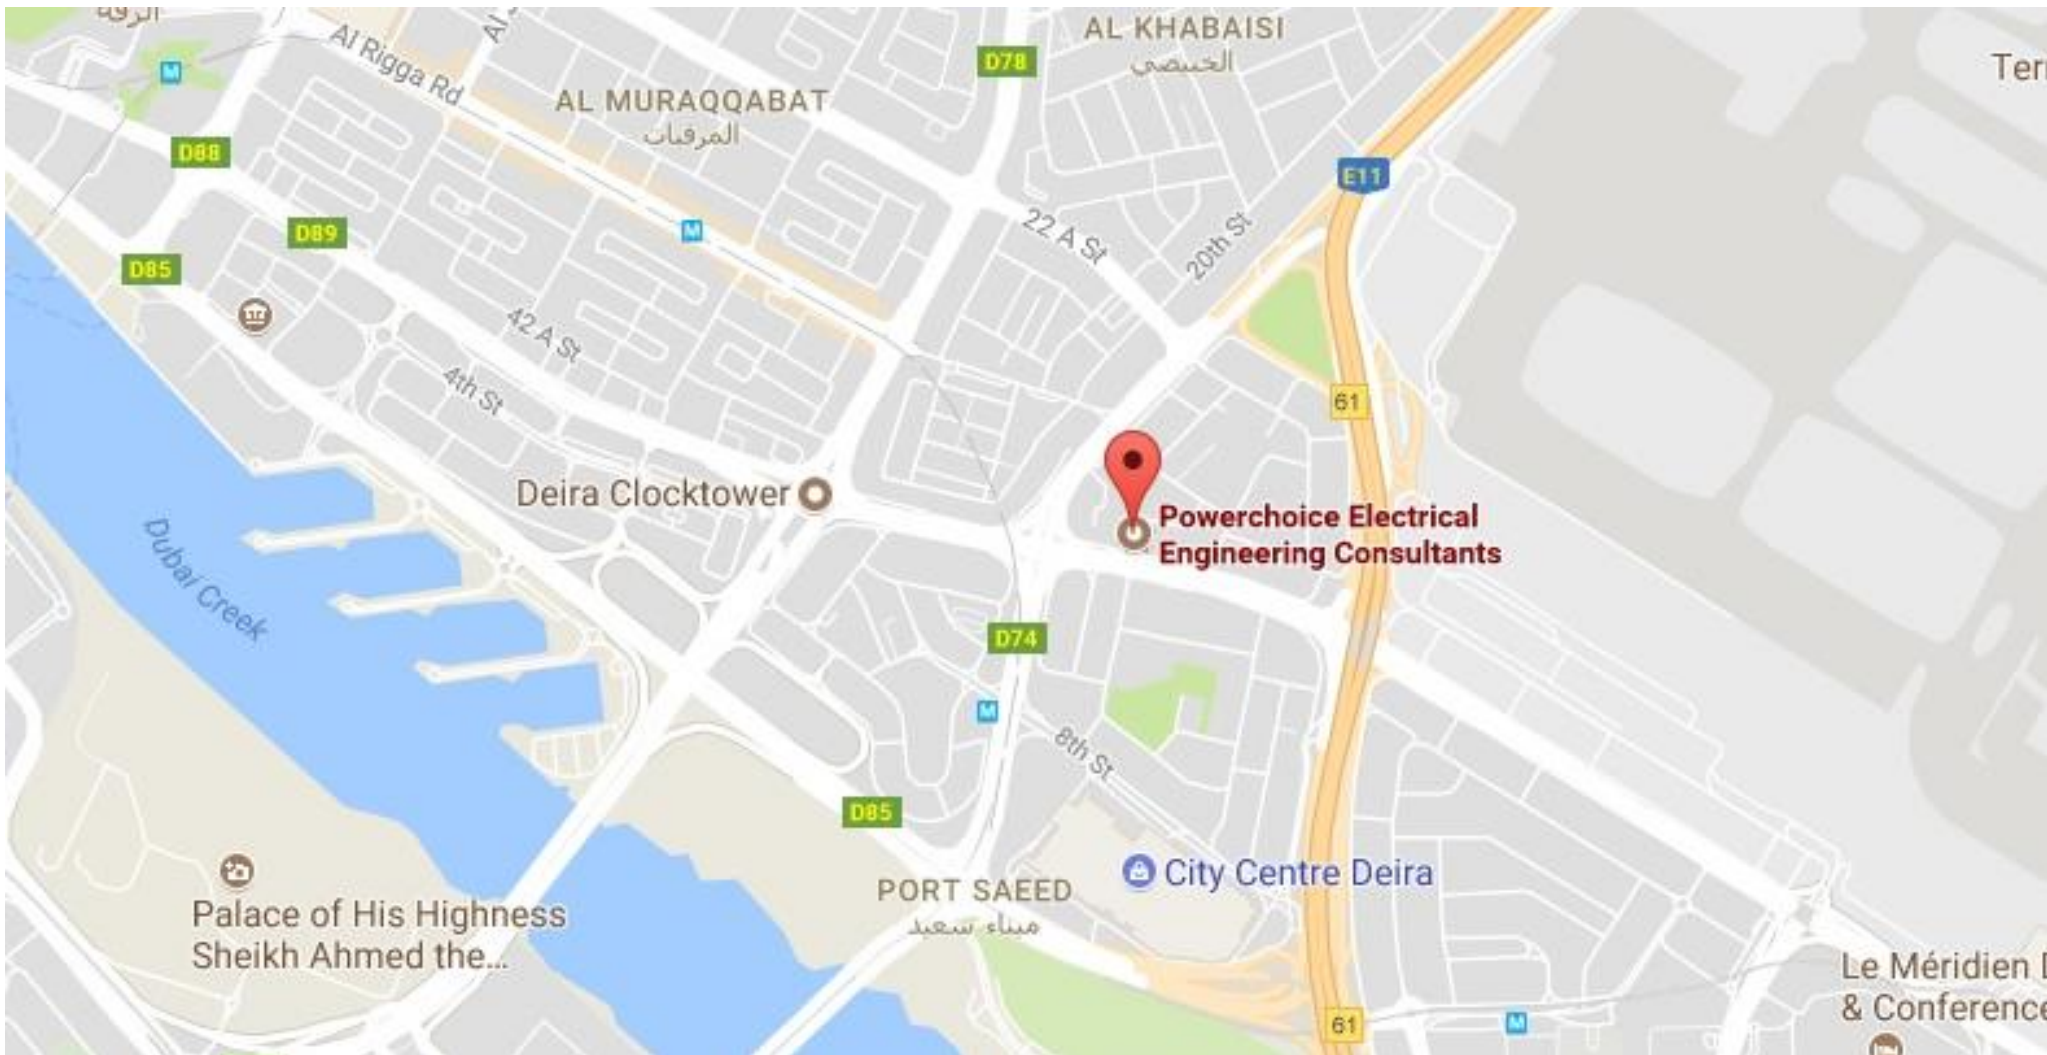 الرقة
Al Rigga Rd
AL MURAQQABAT
المرقبات
D78
AL KHABAISI
الخبيصي
M
D88
D89
D85
M
22 A St
20th St
E11
42 A St
4th St
61
Deira Clocktower
Powerchoice Electrical
Engineering Consultants
Dubai Creek
D74
M
8th St
D85
City Centre Deira
PORT SAEED
ميناء سعيد
Palace of His Highness
Sheikh Ahmed the...
Le Méridien
& Conference
61
M